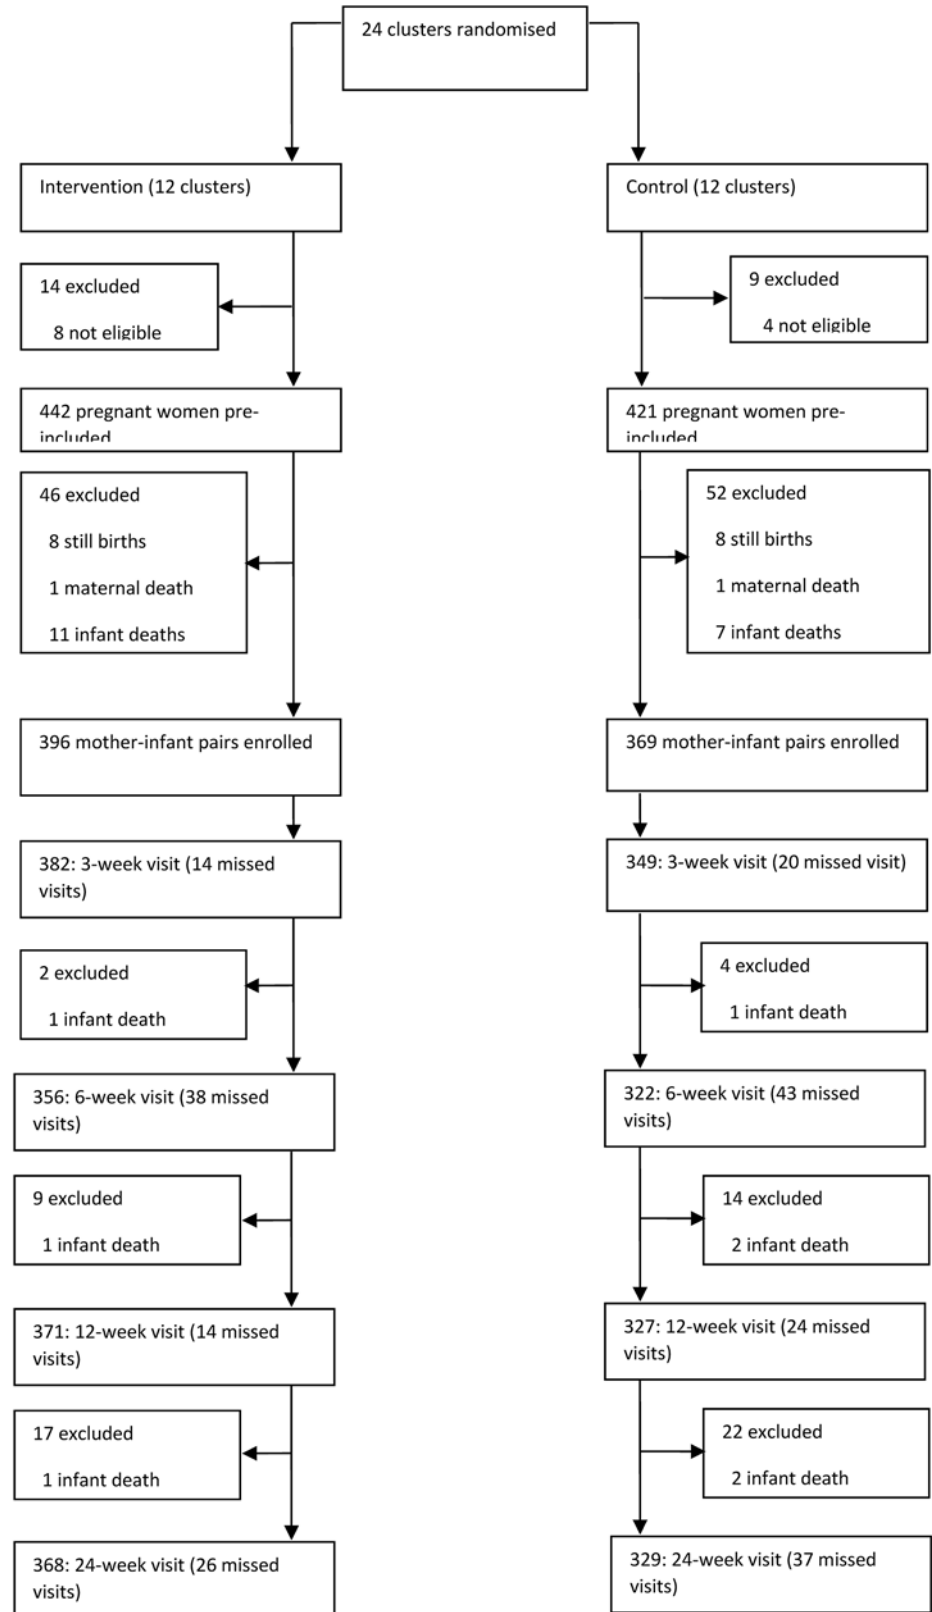 24 clusters randomised
Intervention (12 clusters)
Control (12 clusters)
14 excluded
8 not eligible
9 excluded
4 not eligible
442 pregnant women pre-
included
421 pregnant women pre-
included
46 excluded
8 still births
1 maternal death
11 infant deaths
52 excluded
8 still births
1 maternal death
7 infant deaths
396 mother-infant pairs enrolled
369 mother-infant pairs enrolled
382: 3-week visit (14 missed
visits)
349: 3-week visit (20 missed visit)
2 excluded
1 infant death
4 excluded
1 infant death
356: 6-week visit (38 missed
visits)
322: 6-week visit (43 missed
visits)
9 excluded
1 infant death
14 excluded
2 infant death
371: 12-week visit (14 missed
visits)
327: 12-week visit (24 missed
visits)
17 excluded
1 infant death
22 excluded
2 infant death
368: 24-week visit (26 missed
visits)
329: 24-week visit (37 missed
visits)